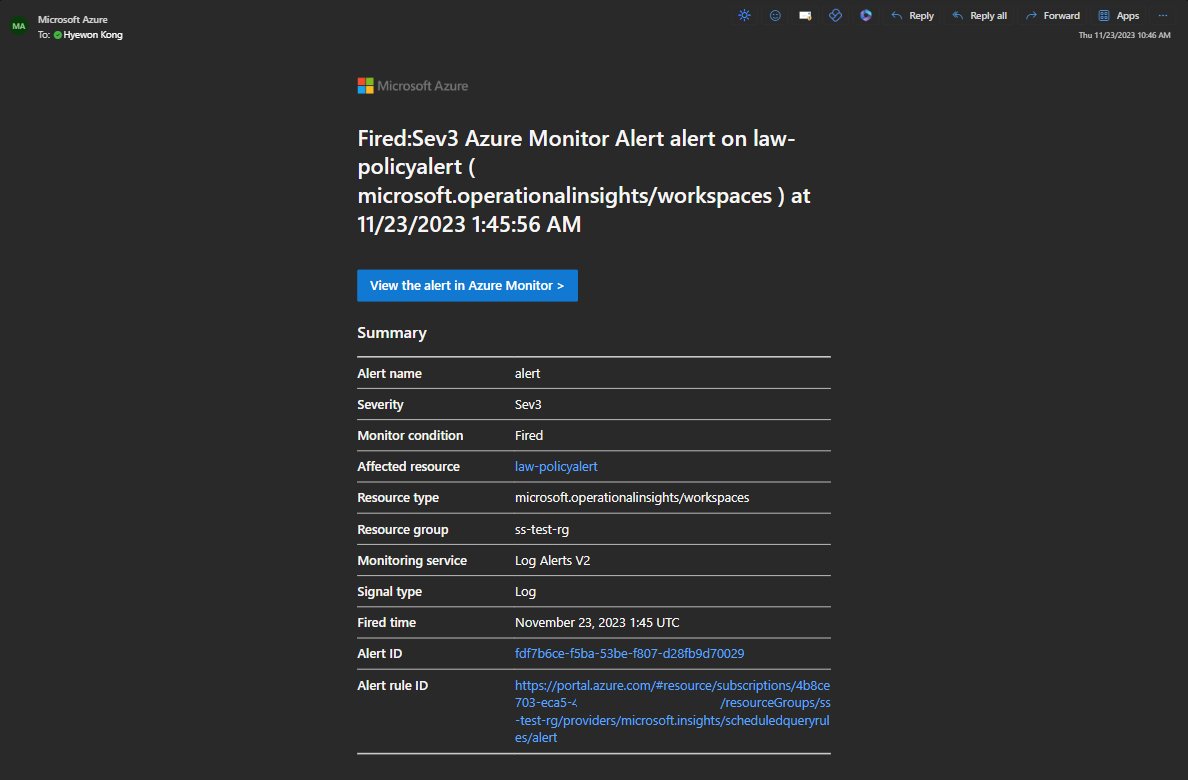 MA
Microsoft Azure
To: Hyewon Kong
Reply
Reply all
Forward
Apps
Thu 11/23/2023 10:46 AM
Microsoft Azure
Fired:Sev3 Azure Monitor Alert alert on law-
policyalert (
microsoft.operationalinsights/workspaces ) at
11/23/2023 1:45:56 AM
View the alert in Azure Monitor >
Summary
Alert name alert
Severity Sev3
Monitor condition Fired
Affected resource law-policyalert
Resource type microsoft.operationalinsights/workspaces
Resource group ss-test-rg
Monitoring service Log Alerts V2
Signal type Log
Fired time November 23, 2023 1:45 UTC
Alert ID fdf7b6ce-f5ba-53be-f807-d28fb9d70029
Alert rule ID https://portal.azure.com/#resource/subscriptions/4b8ce
703-eca5-4 /resourceGroups/ss
-test-rg/providers/microsoft.insights/scheduledqueryrul
es/alert